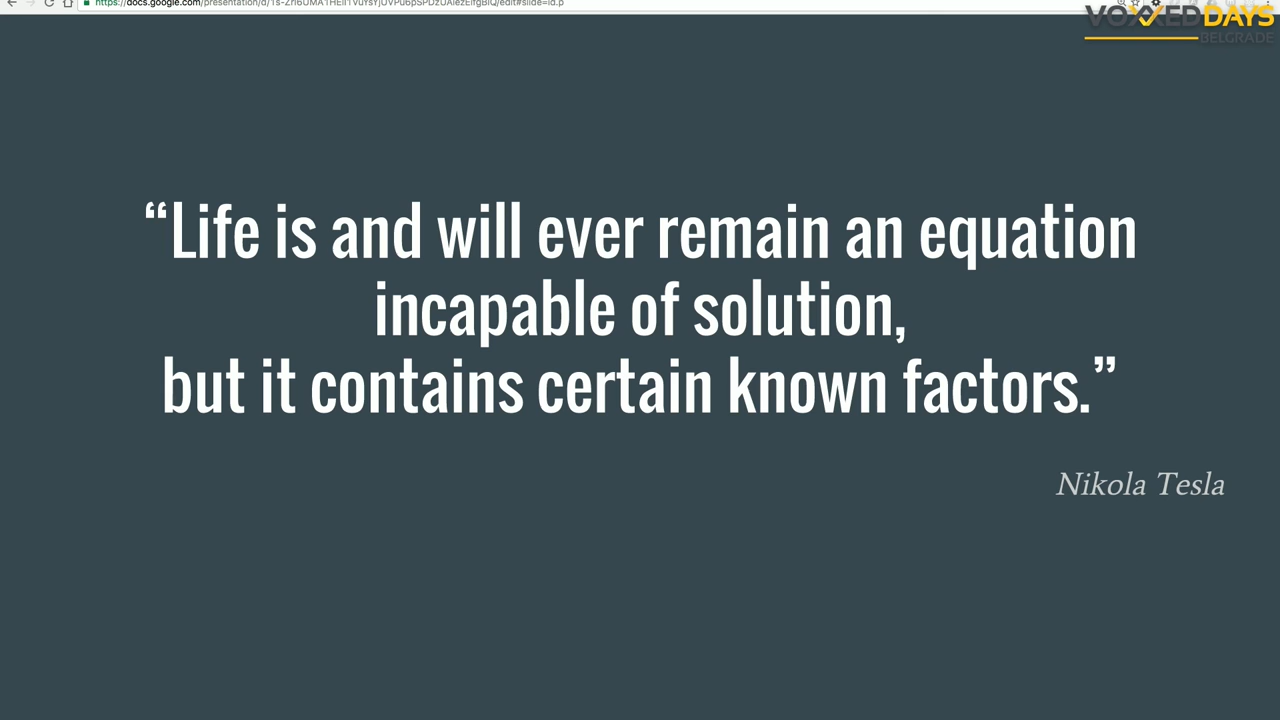 VOXXED DAYS
BELGRADE
“Life is and will ever remain an equation
incapable of solution,
but it contains certain known factors.”
Nikola Tesla